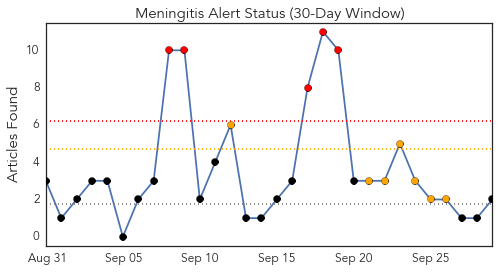 Meningitis Alert Status (30-Day Window)
Articles Found
10
8
6
4
2
0
Aug 31 Sep 05 Sep 10 Sep 15 Sep 20 Sep 25